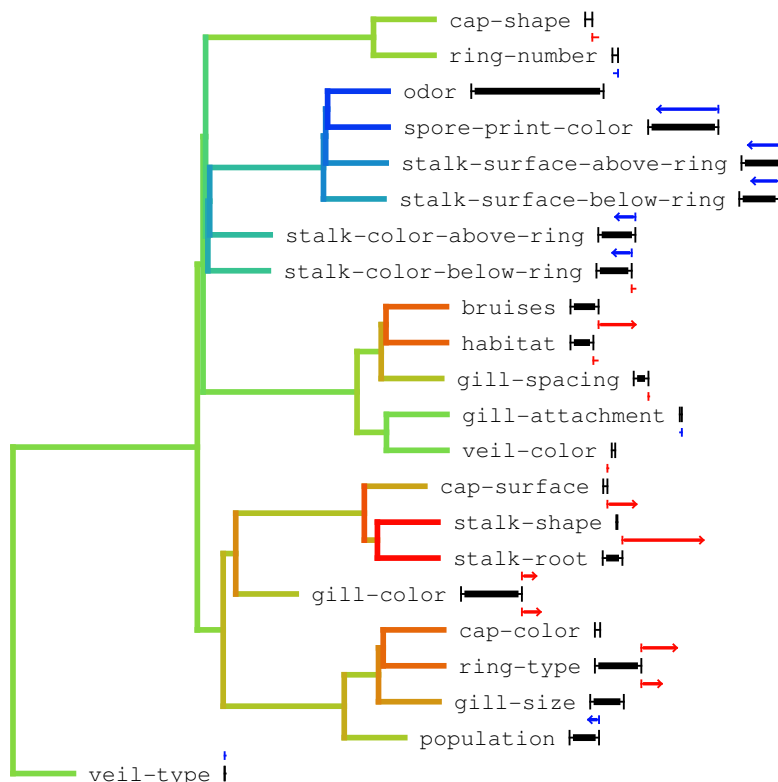 cap-shape
ring-number
odor
spore-print-color
stalk-surface-above-ring
stalk-surface-below-ring
stalk-color-above-ring
stalk-color-below-ring
bruises
habitat
gill-spacing
gill-attachment
veil-color
cap-surface
stalk-shape
stalk-root
gill-color
cap-color
ring-type
gill-size
population
veil-type